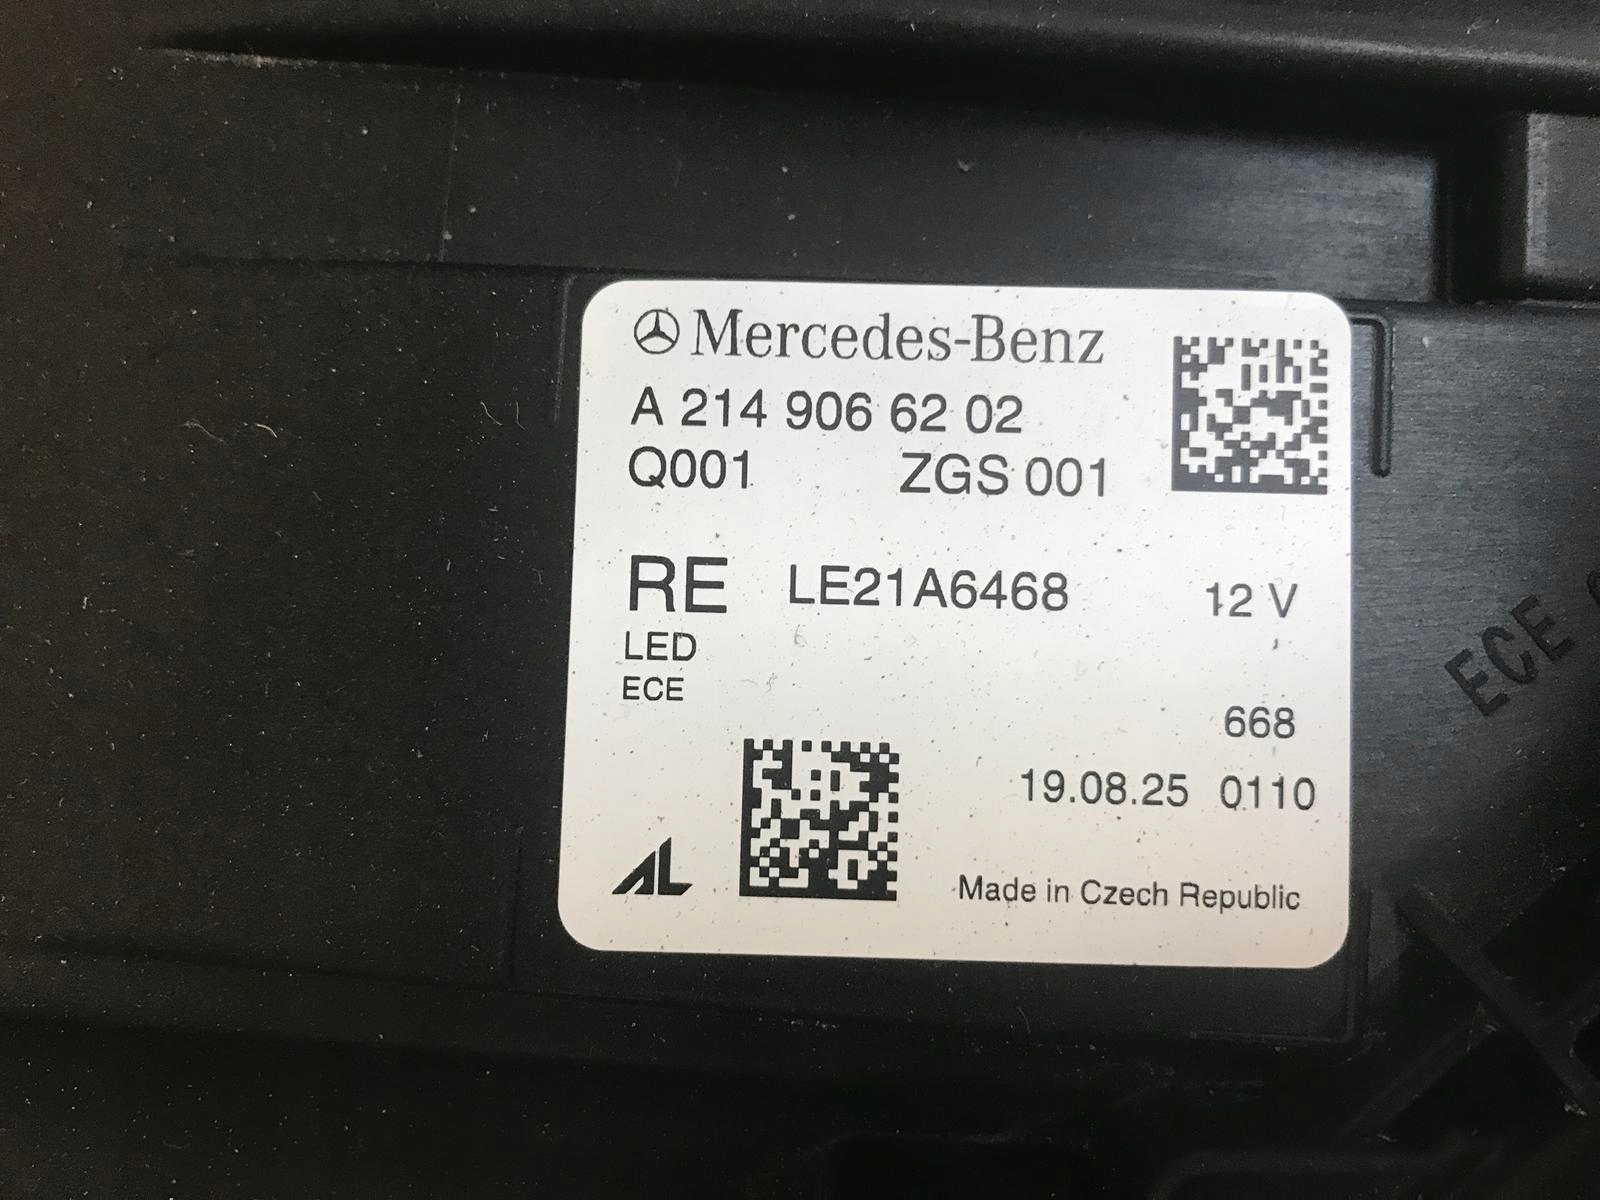 Mercedes-Benz
A 214 906 62 02
Q001 ZGS 001
RE LE21A6468 12 V
LED
ECE
668
19.08.25 0110
AL
Made in Czech Republic
ECE